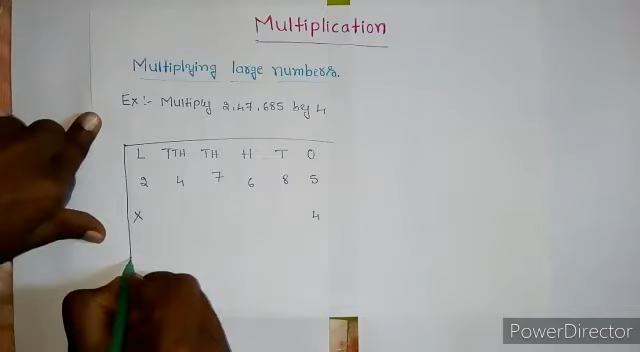 Multiplication
Multiplying large numbers.
Ex:- Multiply 2,47,685 by 4
L TTH TH H T O
2 4 7 6 8 5
X 4
PowerDirector